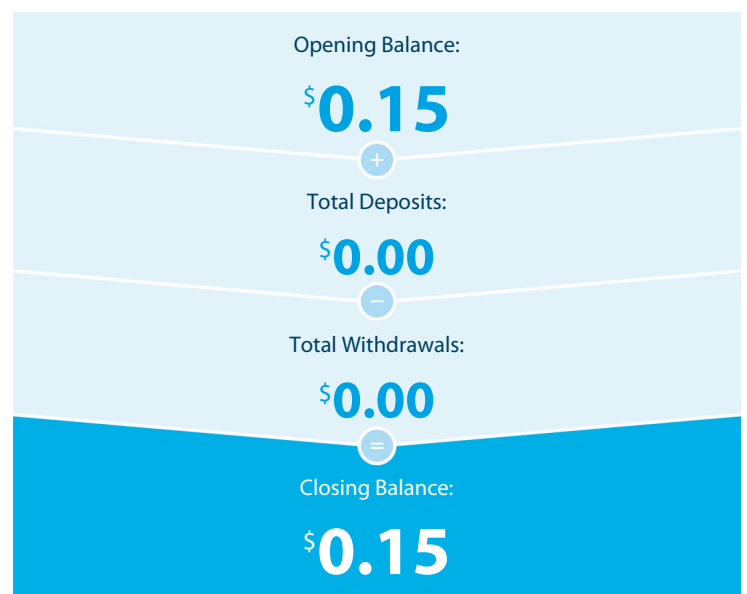 Opening Balance:
$0.15
+
Total Deposits:
$0.00
−
Total Withdrawals:
$0.00
=
Closing Balance:
$0.15